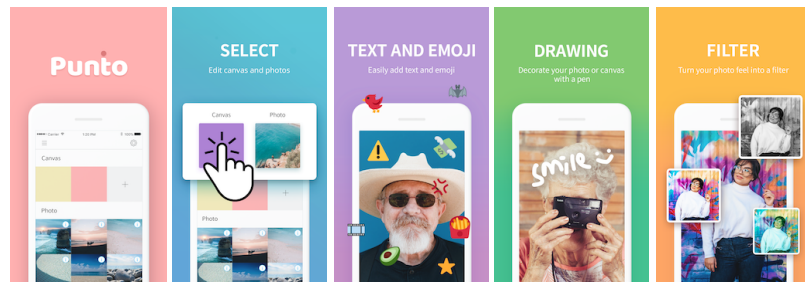 Punto
Canvas
Photo
SELECT
Edit canvas and photos
Canvas
Photo
Photo
TEXT AND EMOJI
Easily add text and emoji
DRAWING
Decorate your photo or canvas
with a pen
smile
FILTER
Turn your photo feel into a filter